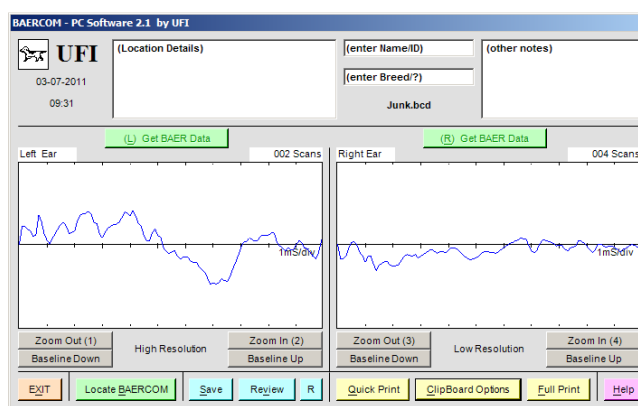 BAERCOM - PC Software 2.1 by UFI
UFI
(Location Details)
(enter Name/ID)
(other notes)
03-07-2011
(enter Breed/?)
09:31
Junk.bcd
(L) Get BAER Data
(R) Get BAER Data
Left Ear
002 Scans
Right Ear
004 Scans
1mS/div
1mS/div
Zoom Out (1)
High Resolution
Zoom In (2)
Zoom Out (3)
Low Resolution
Zoom In (4)
Baseline Down
Baseline Up
Baseline Down
Baseline Up
EXIT
Locate BAERCOM
Save
Review
R
Quick Print
ClipBoard Options
Full Print
Help